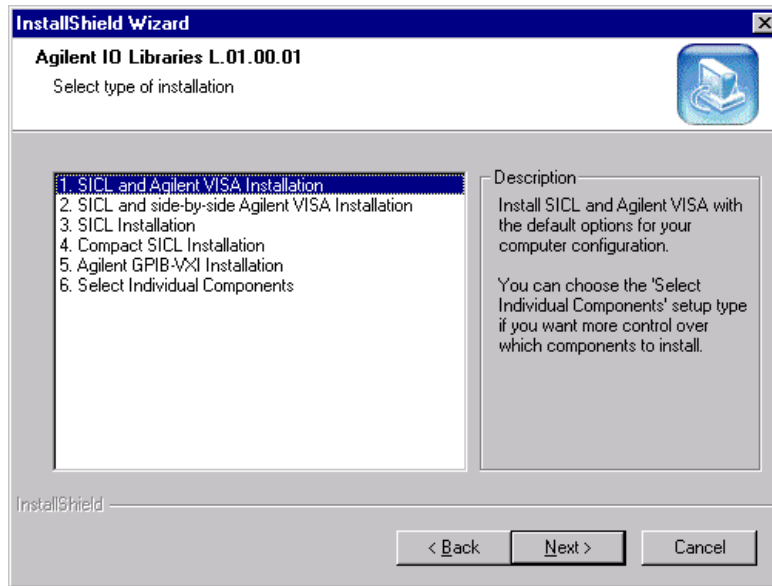 InstallShield Wizard
Agilent IO Libraries L.01.00.01
Select type of installation
1. SICL and Agilent VISA Installation
2. SICL and side-by-side Agilent VISA Installation
3. SICL Installation
4. Compact SICL Installation
5. Agilent GPIB-VXI Installation
6. Select Individual Components
Description
Install SICL and Agilent VISA with
the default options for your
computer configuration.
You can choose the 'Select
Individual Components' setup type
if you want more control over
which components to install.
InstallShield
< Back
Next >
Cancel